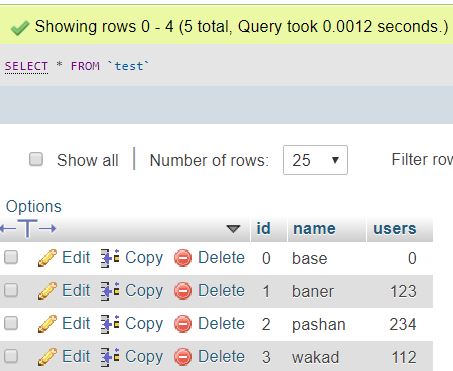 Showing rows 0 - 4 (5 total, Query took 0.0012 seconds.)
SELECT * FROM `test`
Show all Number of rows: 25 Filter row
Options
id name users
Edit Copy Delete 0 base 0
Edit Copy Delete 1 baner 123
Edit Copy Delete 2 pashan 234
Edit Copy Delete 3 wakad 112